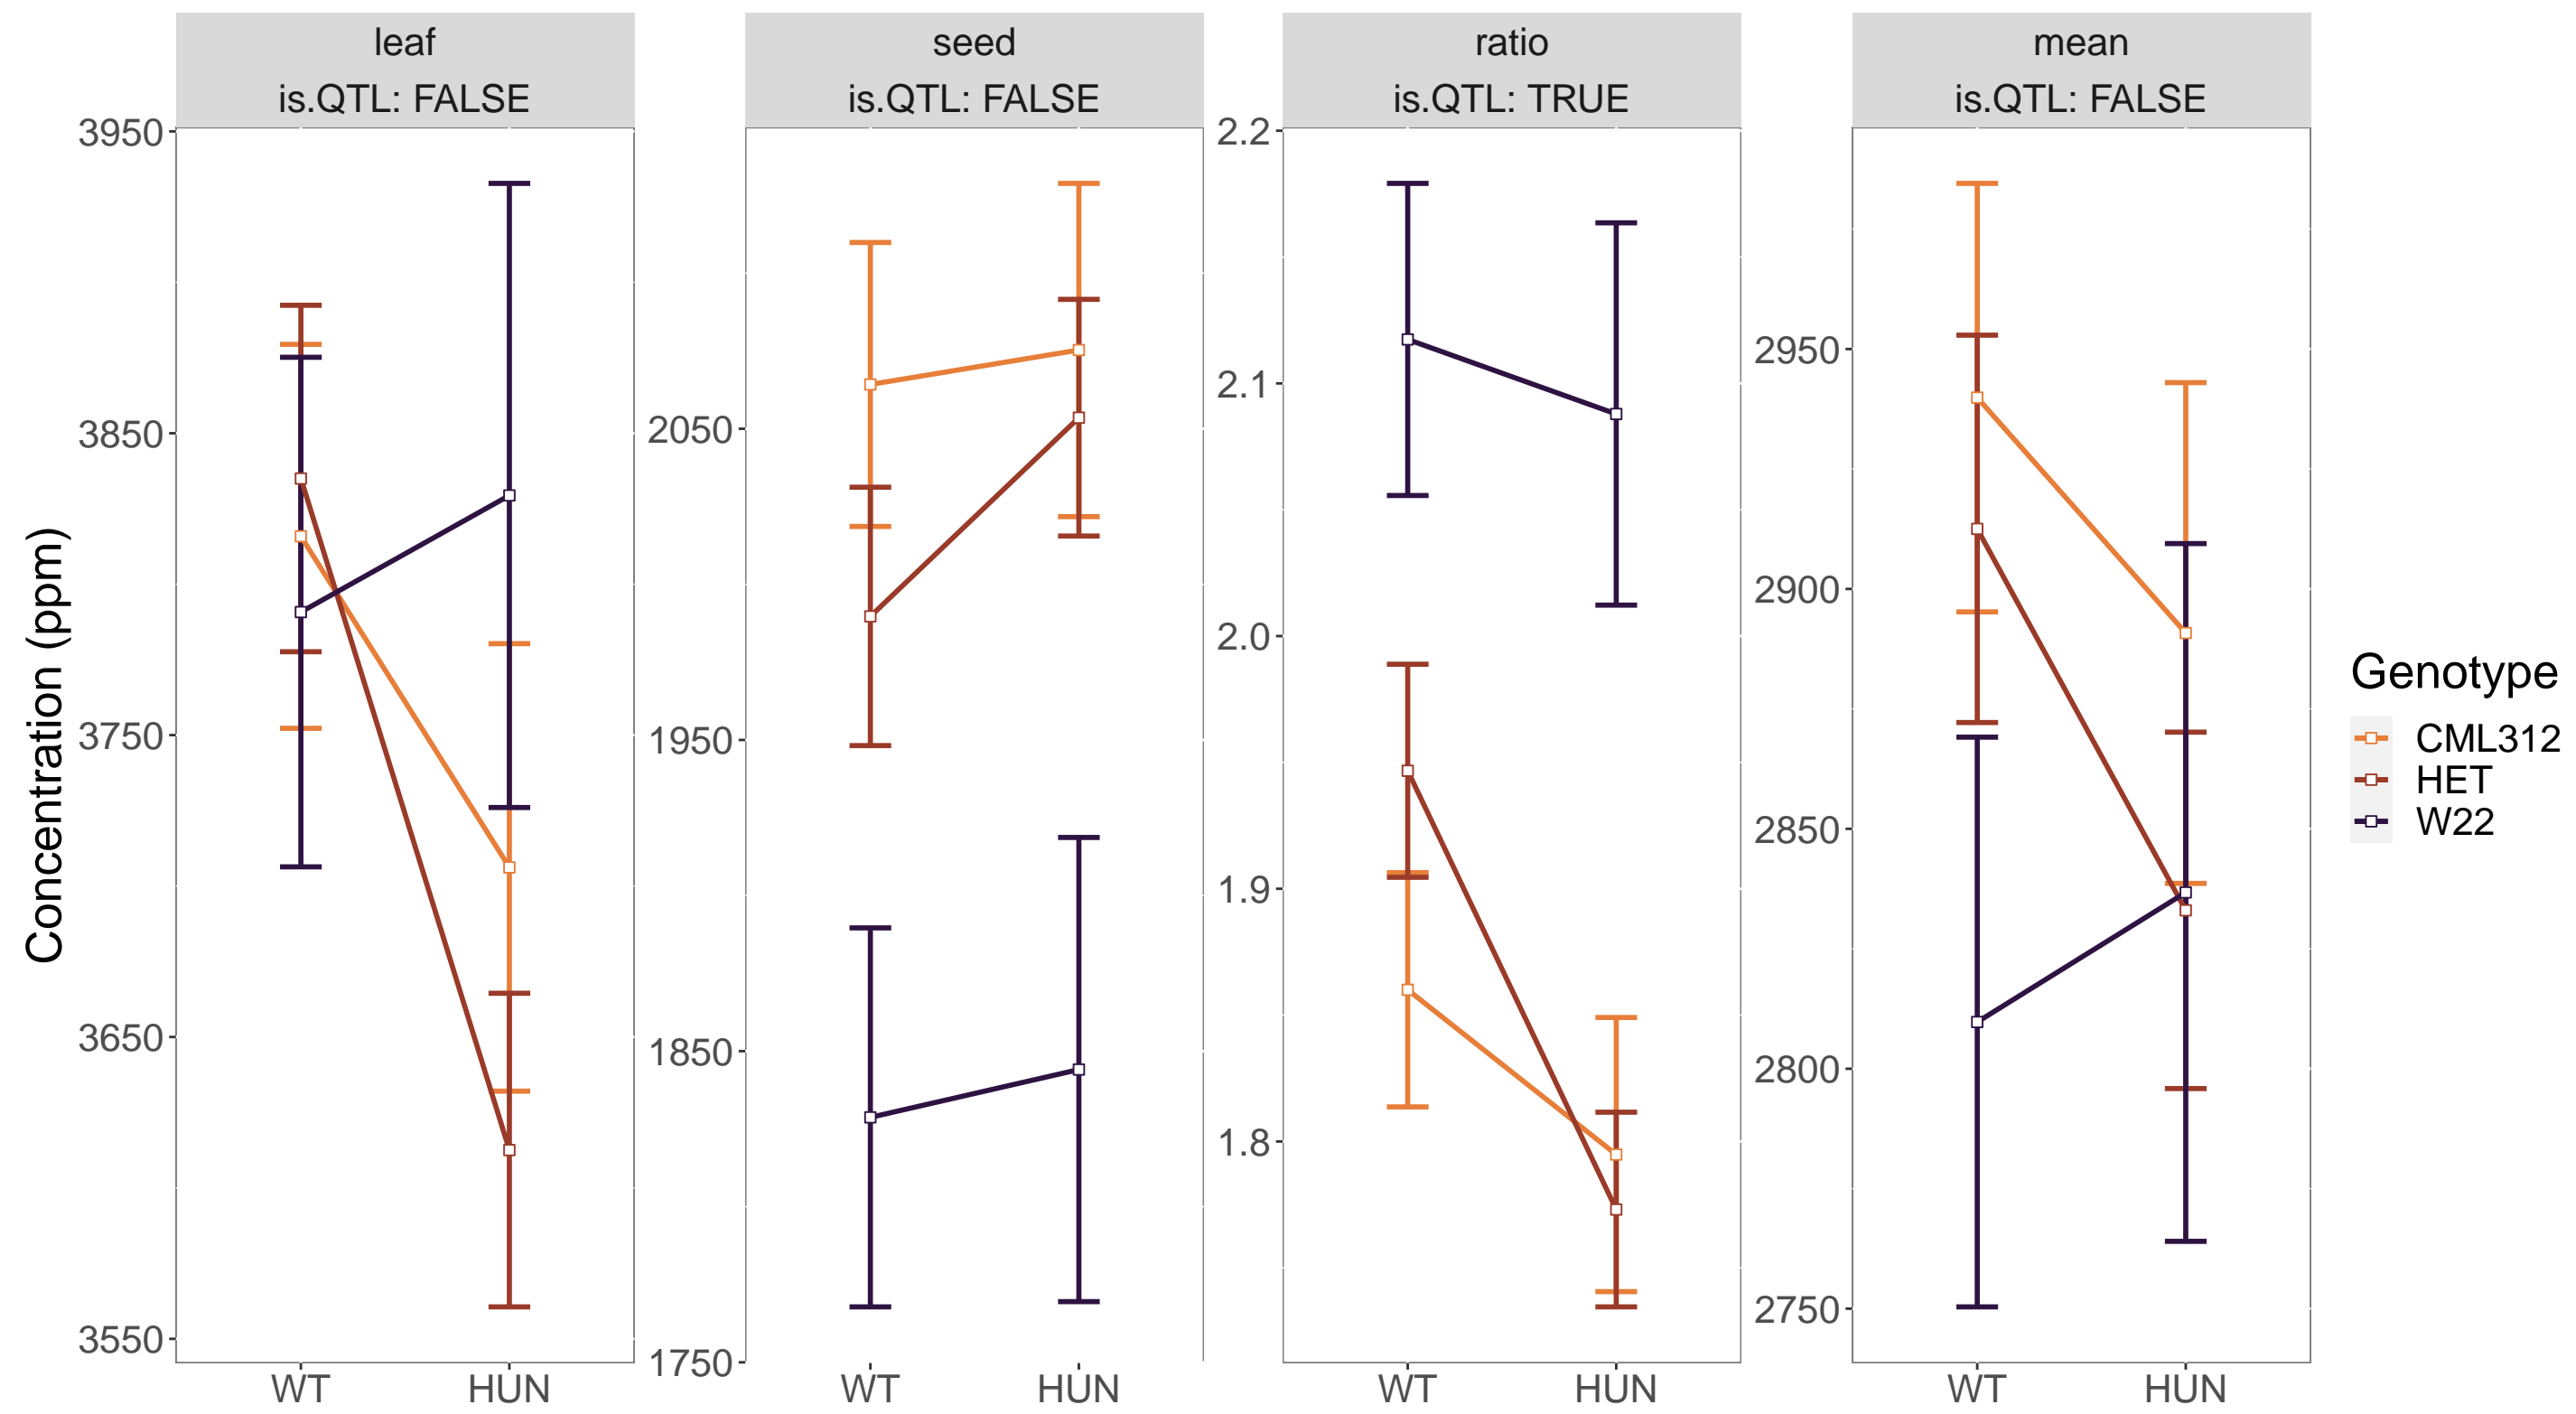 leaf
is.QTL: FALSE
seed
is.QTL: FALSE
ratio
is.QTL: TRUE
mean
is.QTL: FALSE
Concentration (ppm)
3950
3850
3750
3650
3550
WT
HUN
2050
1950
1850
1750
WT
HUN
2.2
2.1
2.0
1.9
1.8
WT
HUN
2950
2900
2850
2800
2750
WT
HUN
Genotype
CML312
HET
W22